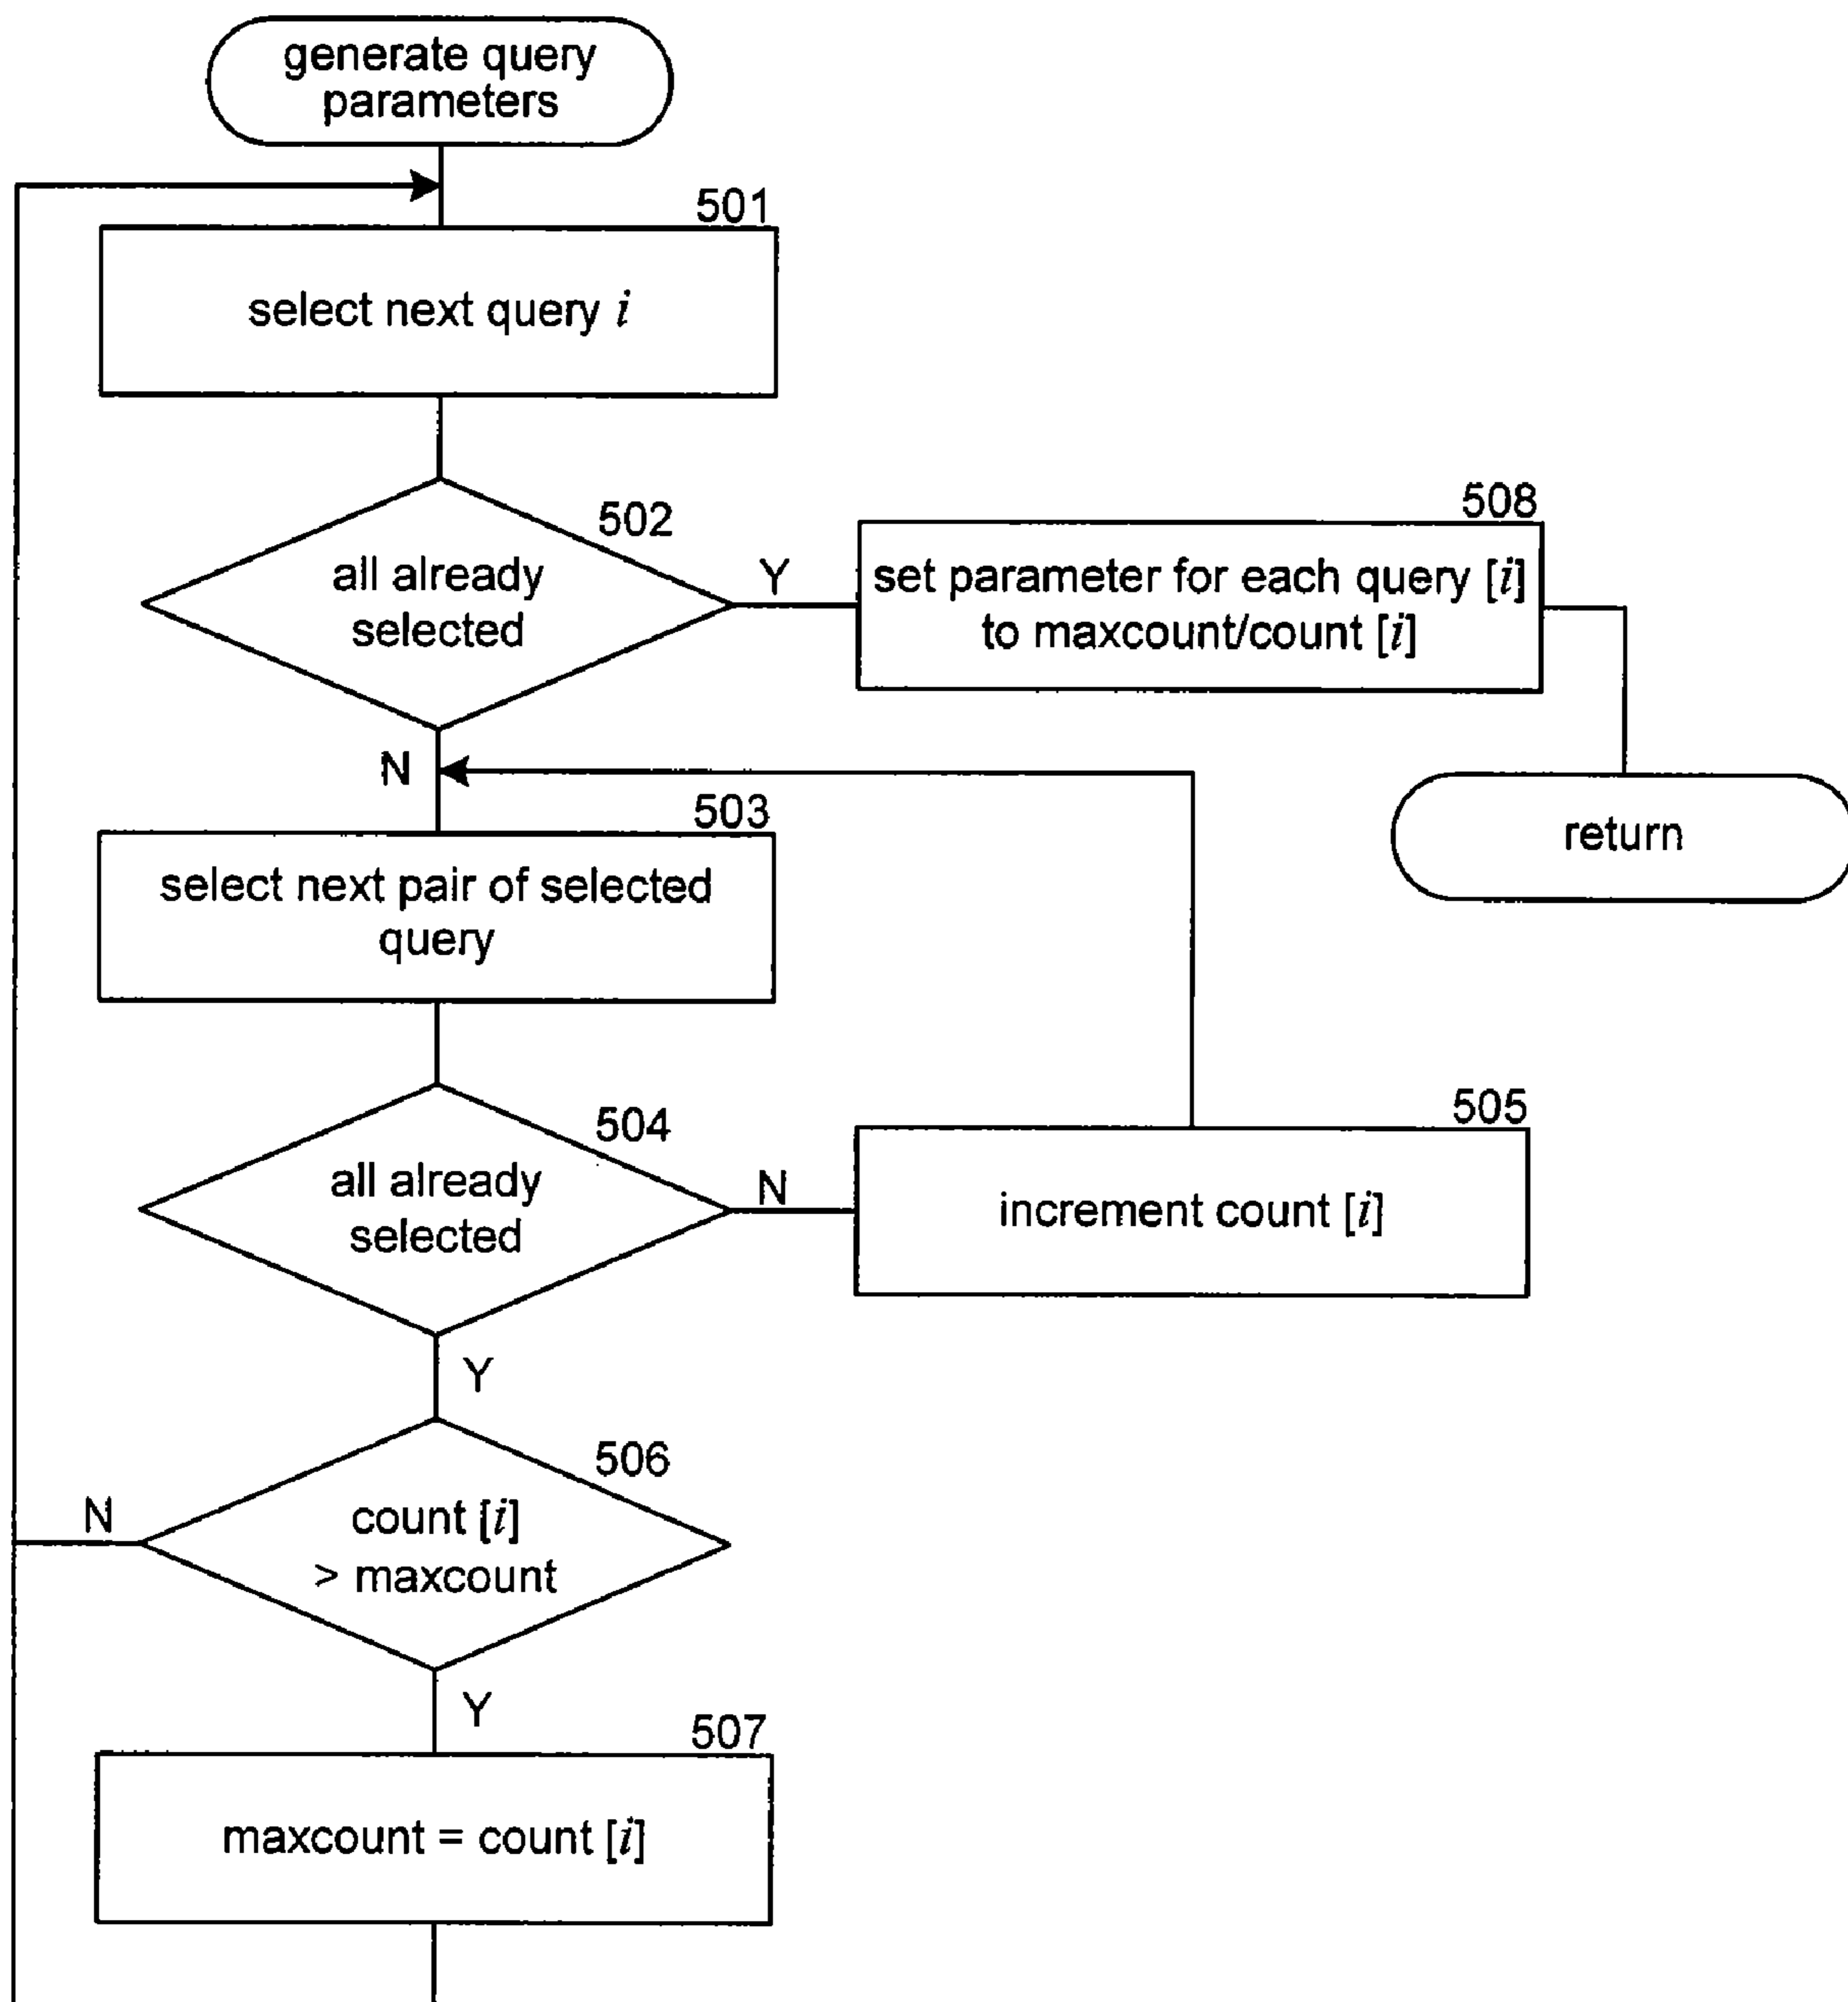 generate query
parameters
501
select next query i
502
all already
selected
Y
508
set parameter for each query [i]
to maxcount/count [i]
return
N
503
select next pair of selected
query
504
all already
selected
N
505
increment count [i]
Y
506
count [i]
> maxcount
N
Y
507
maxcount = count [i]